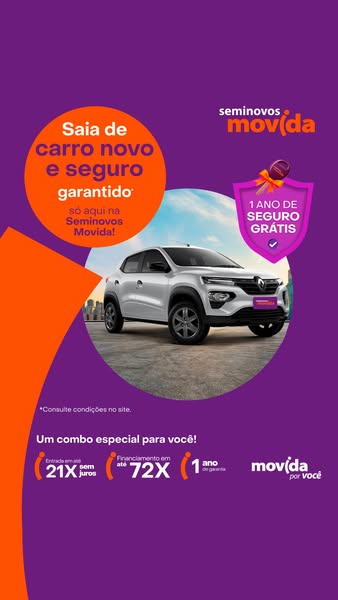 seminovos
movida
Saia de
carro novo
e seguro
garantido*
só aqui na
Seminovos
Movida!
1 ANO DE
SEGURO
GRÁTIS
*Consulte condições no site.
Um combo especial para você!
Entrada em até
21X sem juros
Financiamento em
até 72X
1 ano
de garantia
movida
por você